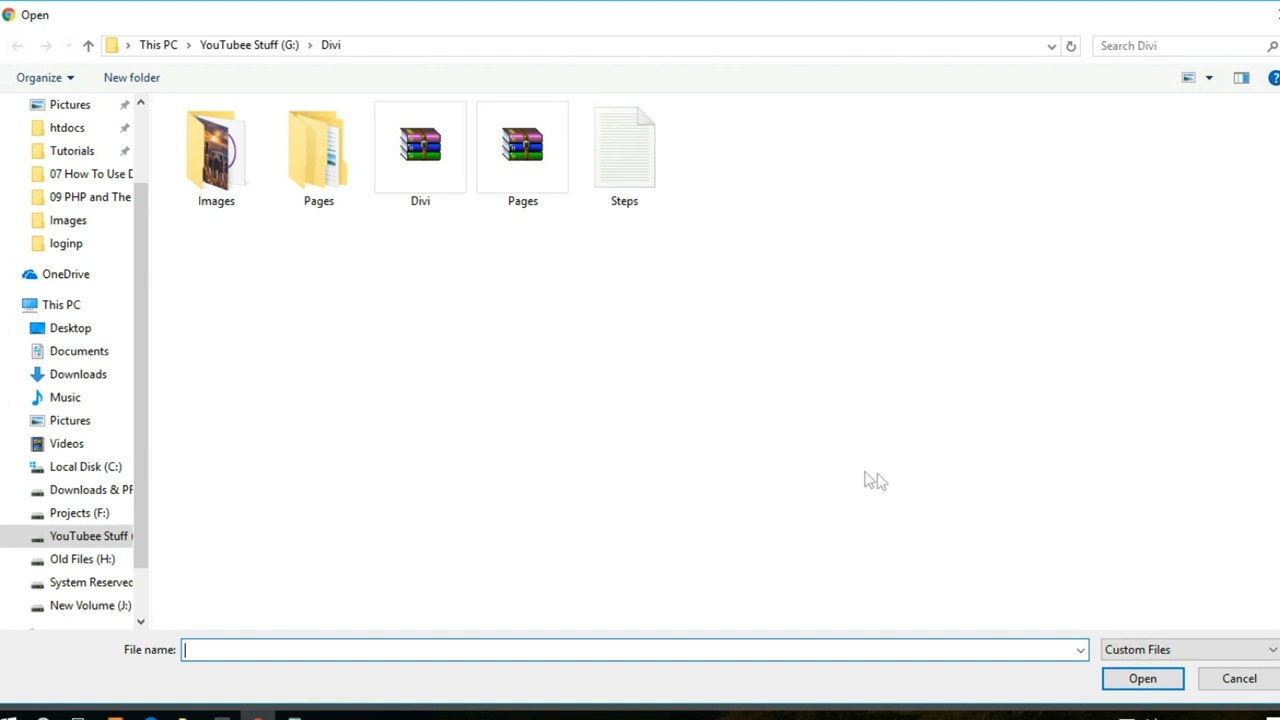 Open
This PC > YouTubee Stuff (G:) > Divi
Search Divi
Organize
New folder
Pictures
htdocs
Tutorials
07 How To Use D
09 PHP and The
Images
loginp
OneDrive
This PC
Desktop
Documents
Downloads
Music
Pictures
Videos
Local Disk (C:)
Downloads & PR
Projects (F:)
YouTubee Stuff (
Old Files (H:)
System Reserved
New Volume (J:)
Images
Pages
Divi
Pages
Steps
File name:
Custom Files
Open
Cancel